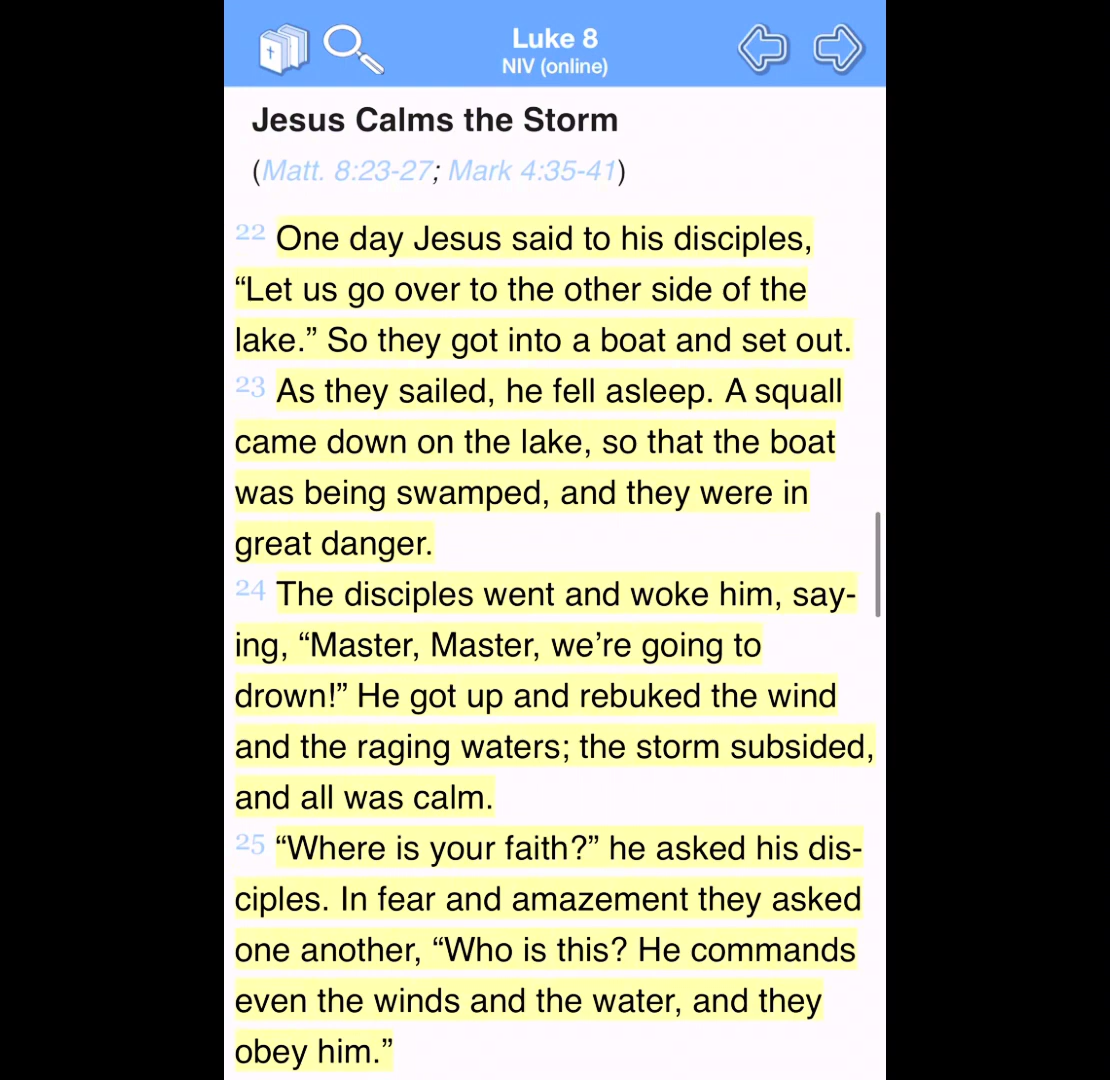 Luke 8
NIV (online)
Jesus Calms the Storm
(Matt. 8:23-27; Mark 4:35-41)
22 One day Jesus said to his disciples,
“Let us go over to the other side of the
lake.” So they got into a boat and set out.
23 As they sailed, he fell asleep. A squall
came down on the lake, so that the boat
was being swamped, and they were in
great danger.
24 The disciples went and woke him, say-
ing, “Master, Master, we’re going to
drown!” He got up and rebuked the wind
and the raging waters; the storm subsided,
and all was calm.
25 “Where is your faith?” he asked his dis-
ciples. In fear and amazement they asked
one another, “Who is this? He commands
even the winds and the water, and they
obey him.”